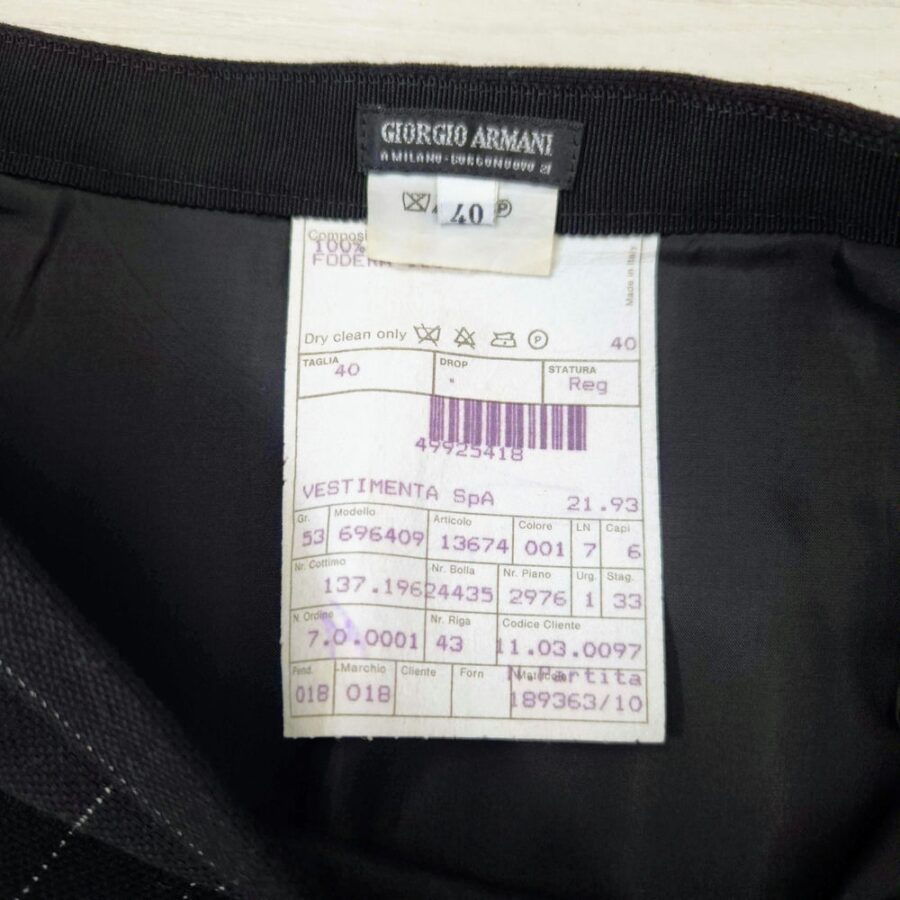 GIORGIO ARMANI
A MILANO - BORGONUOVO 21
40
P
100%
Made in Italy
Dry clean only
P
40
TAGLIA
40
DROP
STATURA
Reg
49925418
VESTIMENTA SpA
21.93
Gr. Modello Articolo Colore LN Capi
53 696409 13674 001 7 6
Nr. Cottimo Nr. Bolla Nr. Piano Urg. Stag.
137.19624435 2976 1 33
N. Ordine Nr. Riga Codice Cliente
7.0.0001 43 11.03.0097
Marchio Cliente Forn
N. Partita
018 018 189363/10